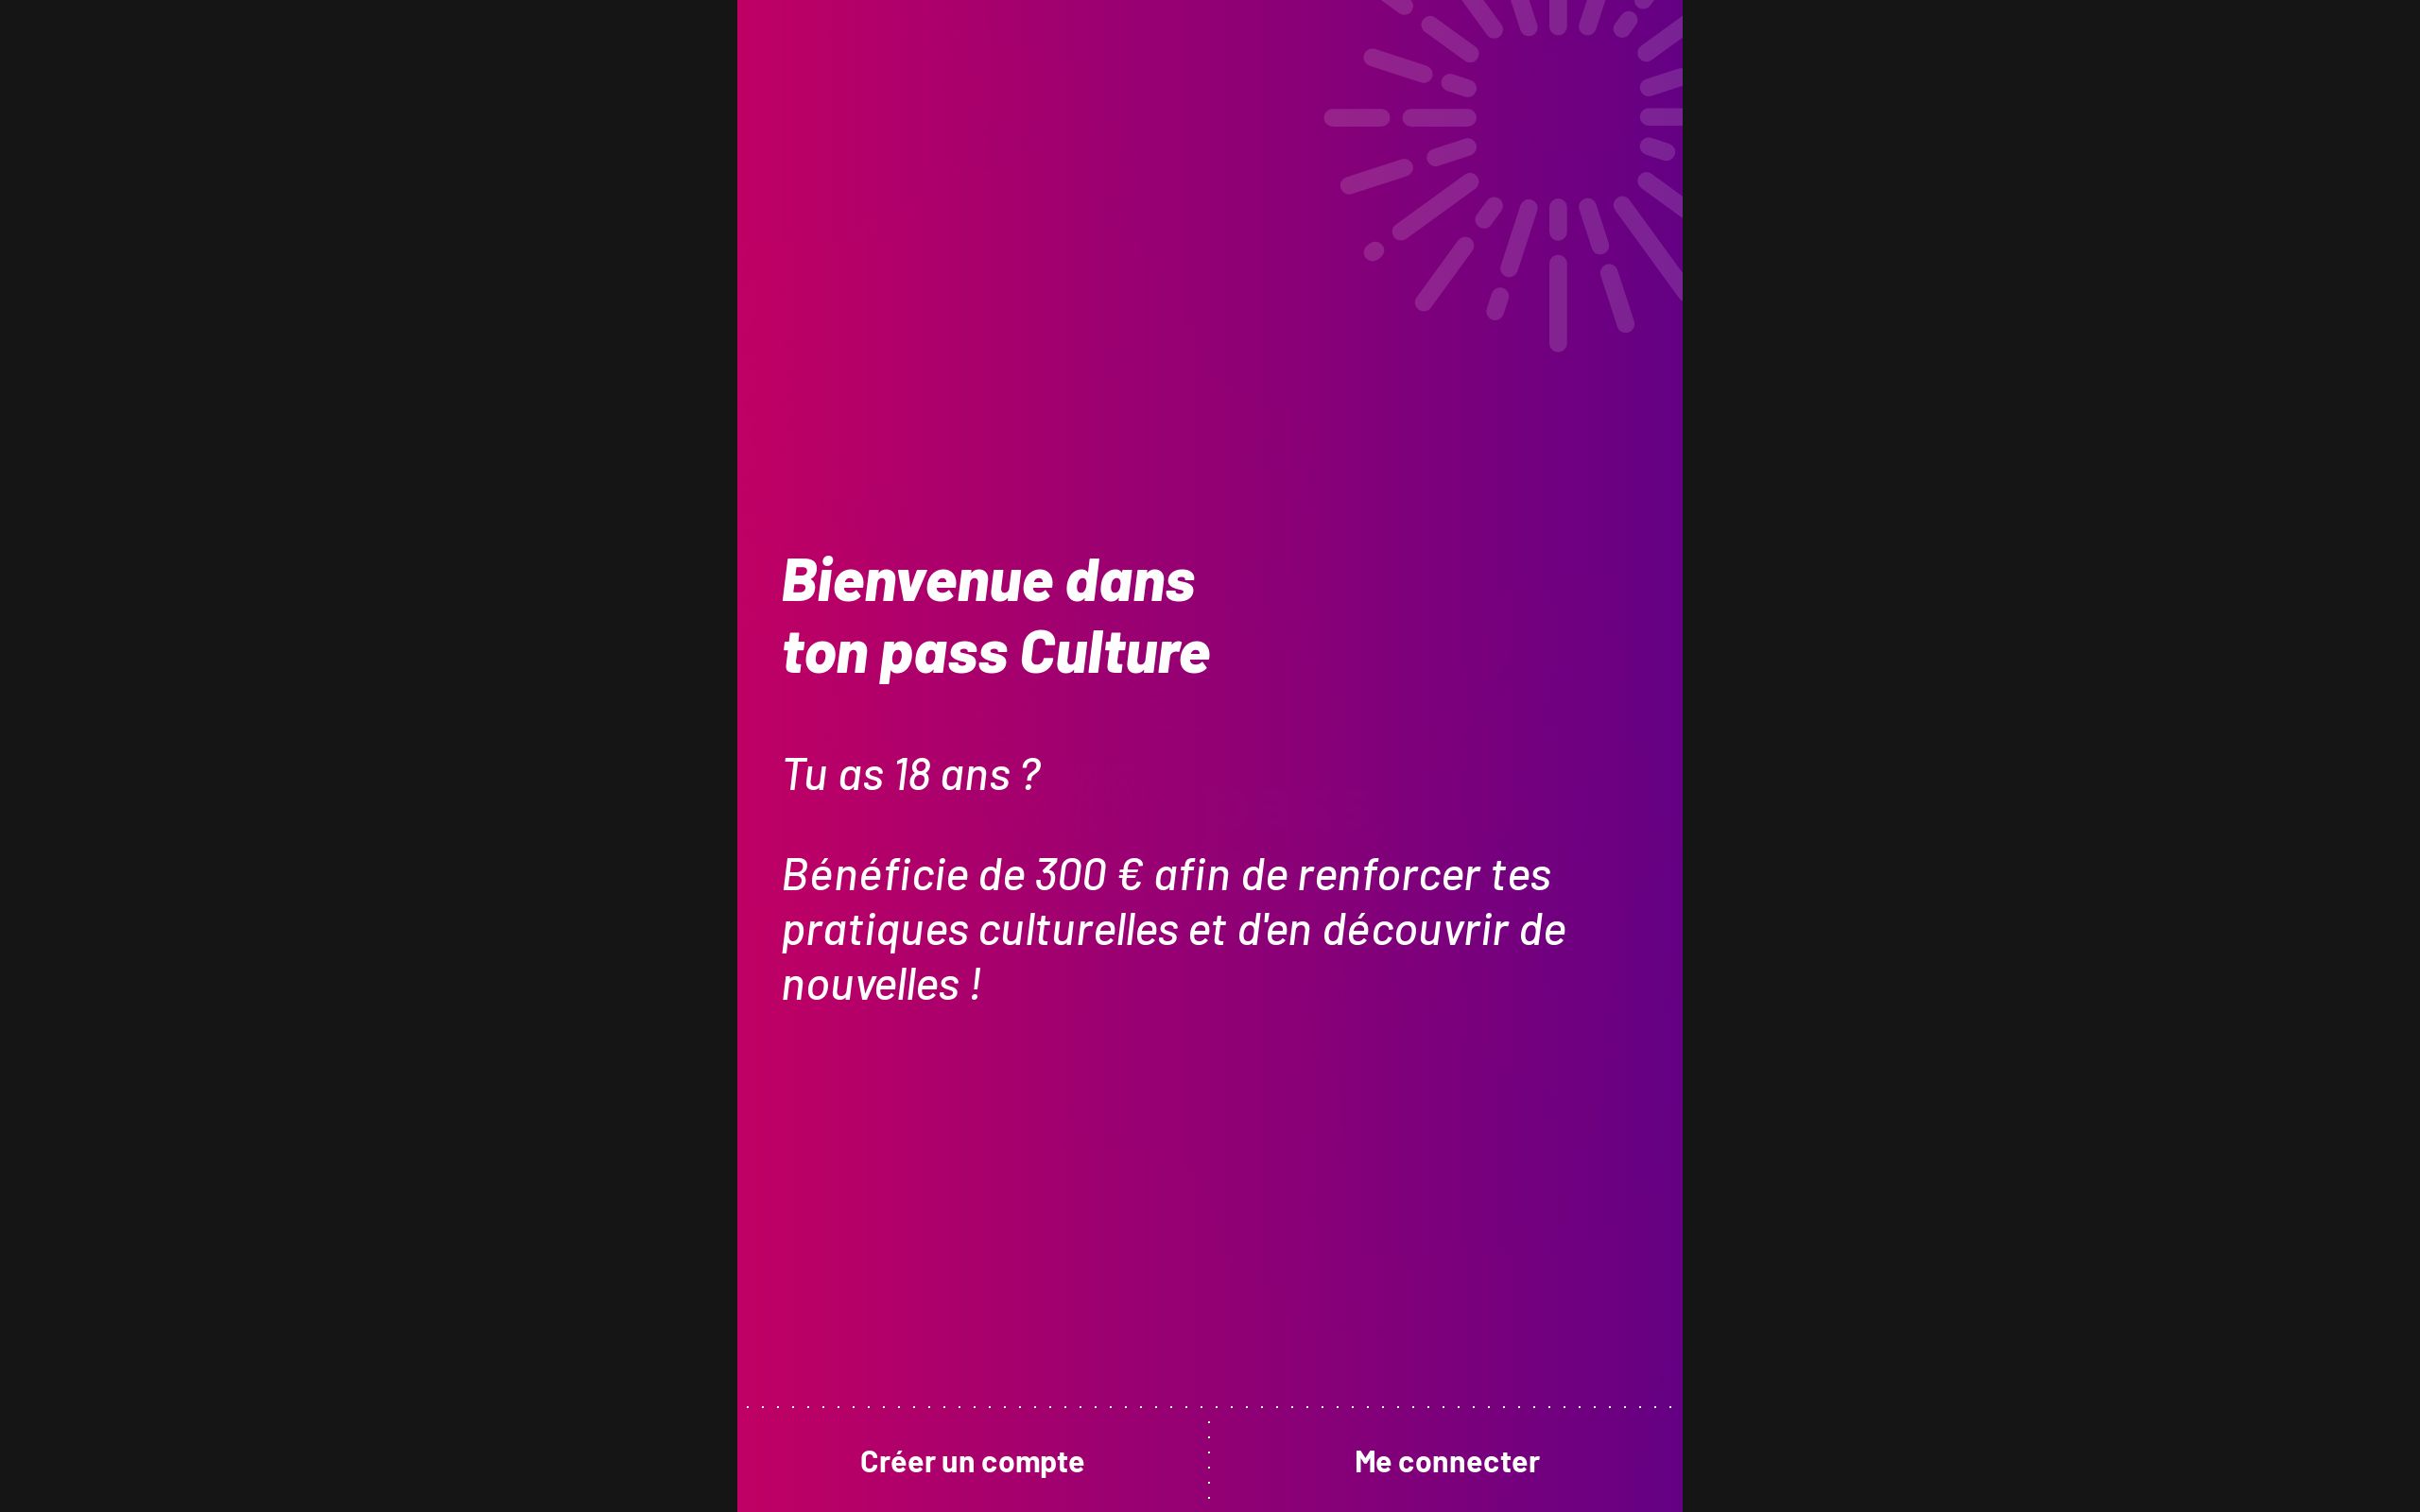 Bienvenue dans
ton pass Culture
Tu as 18 ans ?
Bénéficie de 300 € afin de renforcer tes
pratiques culturelles et d'en découvrir de
nouvelles !
Créer un compte
Me connecter